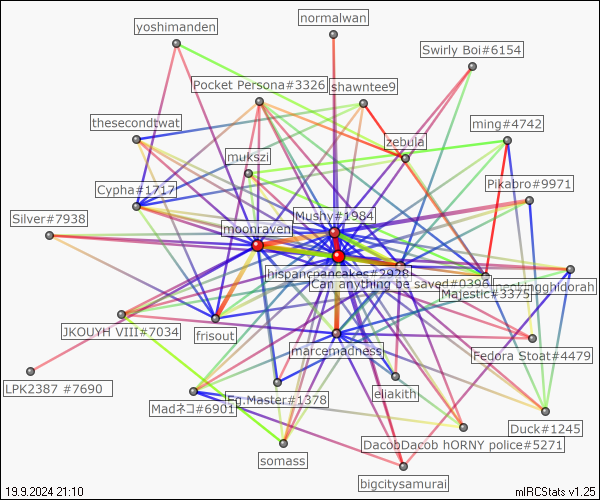 normalwan
yoshimanden
Swirly Boi#6154
Pocket Persona#3326
shawntee9
thesecondtwat
ming#4742
zebula
mukszi
Pikabro#9971
Cypha#1717
Mushy#1984
Silver#7938
moonraven
hispancpancakes#2928
Can anything be saved#0396
mechingghidorah
Majestic#3375
JKOUYH VIII#7034
frisout
marcemadness
Fedora Stoat#4479
LPK2387 #7690
eliakith
Eg.Master#1378
Madネコ#6901
Duck#1245
DacobDacob hORNY police#5271
somass
bigcitysamurai
19.9.2024 21:10
mIRCStats v1.25